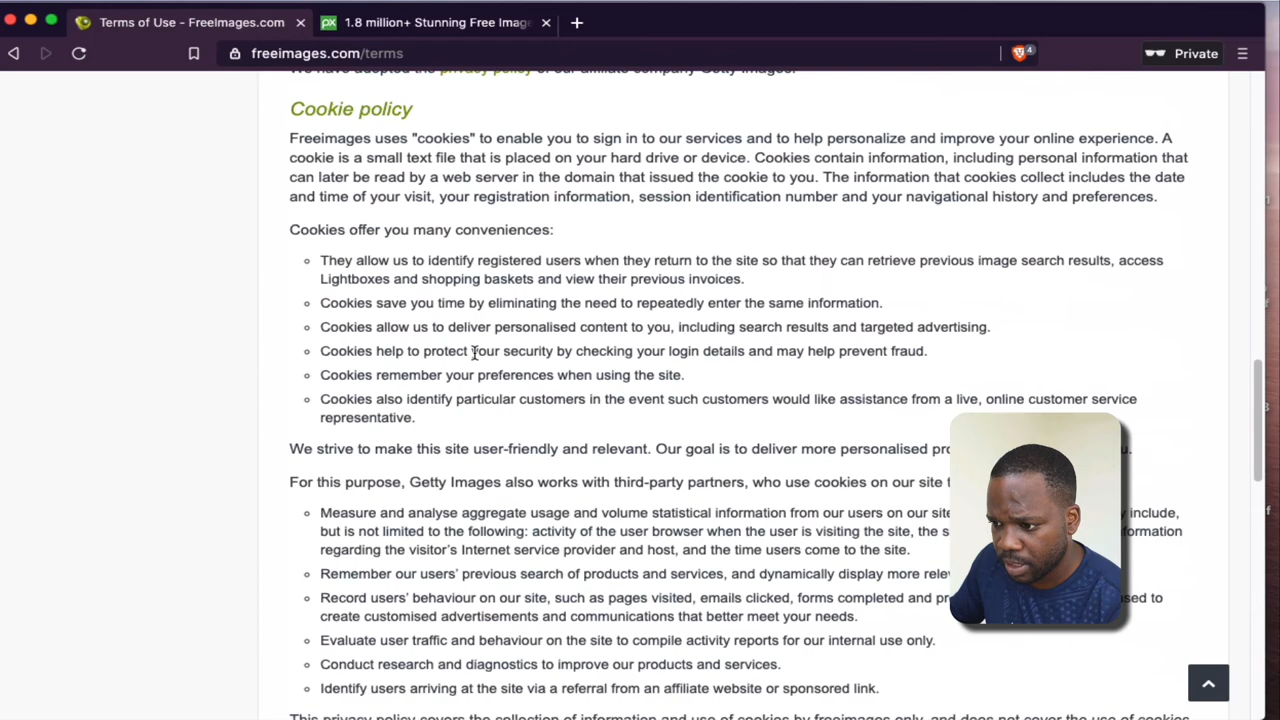 Terms of Use - FreeImages.com
1.8 million+ Stunning Free Imag
freeimages.com/terms
4
Private
We have adopted the privacy policy of our affiliate company Getty Images.
Cookie policy
Freeimages uses "cookies" to enable you to sign in to our services and to help personalize and improve your online experience. A
cookie is a small text file that is placed on your hard drive or device. Cookies contain information, including personal information that
can later be read by a web server in the domain that issued the cookie to you. The information that cookies collect includes the date
and time of your visit, your registration information, session identification number and your navigational history and preferences.
Cookies offer you many conveniences:
They allow us to identify registered users when they return to the site so that they can retrieve previous image search results, access
Lightboxes and shopping baskets and view their previous invoices.
Cookies save you time by eliminating the need to repeatedly enter the same information.
Cookies allow us to deliver personalised content to you, including search results and targeted advertising.
Cookies help to protect your security by checking your login details and may help prevent fraud.
Cookies remember your preferences when using the site.
Cookies also identify particular customers in the event such customers would like assistance from a live, online customer service
representative.
We strive to make this site user-friendly and relevant. Our goal is to deliver more personalised
For this purpose, Getty Images also works with third-party partners, who use cookies on our site
Measure and analyse aggregate usage and volume statistical information from our users on our site include,
but is not limited to the following: activity of the user browser when the user is visiting the site, the
regarding the visitor's Internet service provider and host, and the time users come to the site.
Remember our users' previous search of products and services, and dynamically display more
Record users' behaviour on our site, such as pages visited, emails clicked, forms completed and to
create customised advertisements and communications that better meet your needs.
Evaluate user traffic and behaviour on the site to compile activity reports for our internal use only.
Conduct research and diagnostics to improve our products and services.
Identify users arriving at the site via a referral from an affiliate website or sponsored link.
This privacy policy covers the collection of information and use of cookies by freeimages only, and does not cover the use of cookies